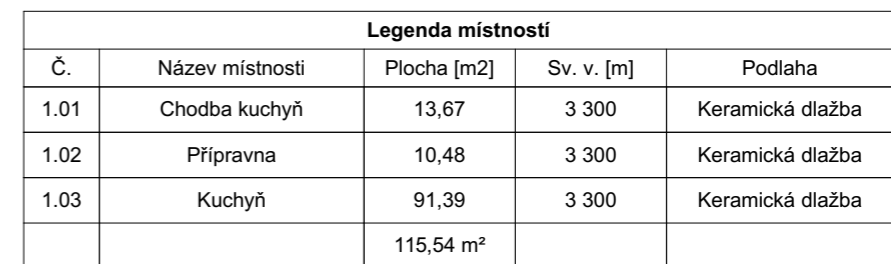 Legenda místností
Č. Název místnosti Plocha [m2] Sv. v. [m] Podlaha
1.01 Chodba kuchyň 13,67 3 300 Keramická dlažba
1.02 Přípravna 10,48 3 300 Keramická dlažba
1.03 Kuchyň 91,39 3 300 Keramická dlažba
115,54 m²